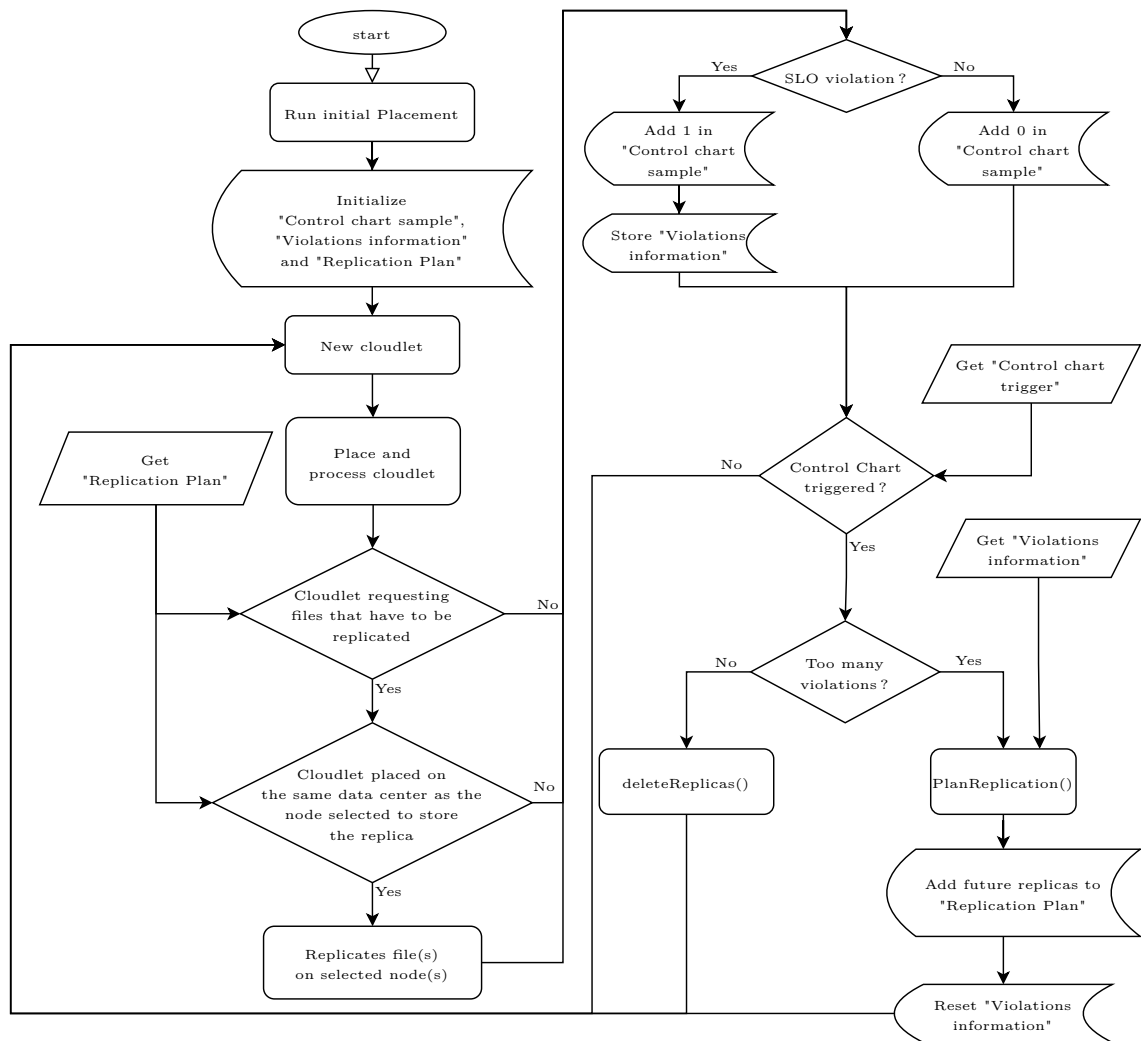 start
Run initial Placement
Initialize
"Control chart sample",
"Violations information"
and "Replication Plan"
New cloudlet
Get
"Replication Plan"
Place and
process cloudlet
Cloudlet requesting
files that have to be
replicated
No
Yes
Cloudlet placed on
the same data center as the
node selected to store
the replica
No
Yes
Replicates file(s)
on selected node(s)
SLO violation ?
Yes
No
Add 1 in
"Control chart
sample"
Add 0 in
"Control chart
sample"
Store "Violations
information"
Get "Control chart
trigger"
Control Chart
triggered ?
No
Yes
Get "Violations
information"
Too many
violations ?
No
Yes
deleteReplicas()
PlanReplication()
Add future replicas to
"Replication Plan"
Reset "Violations
information"